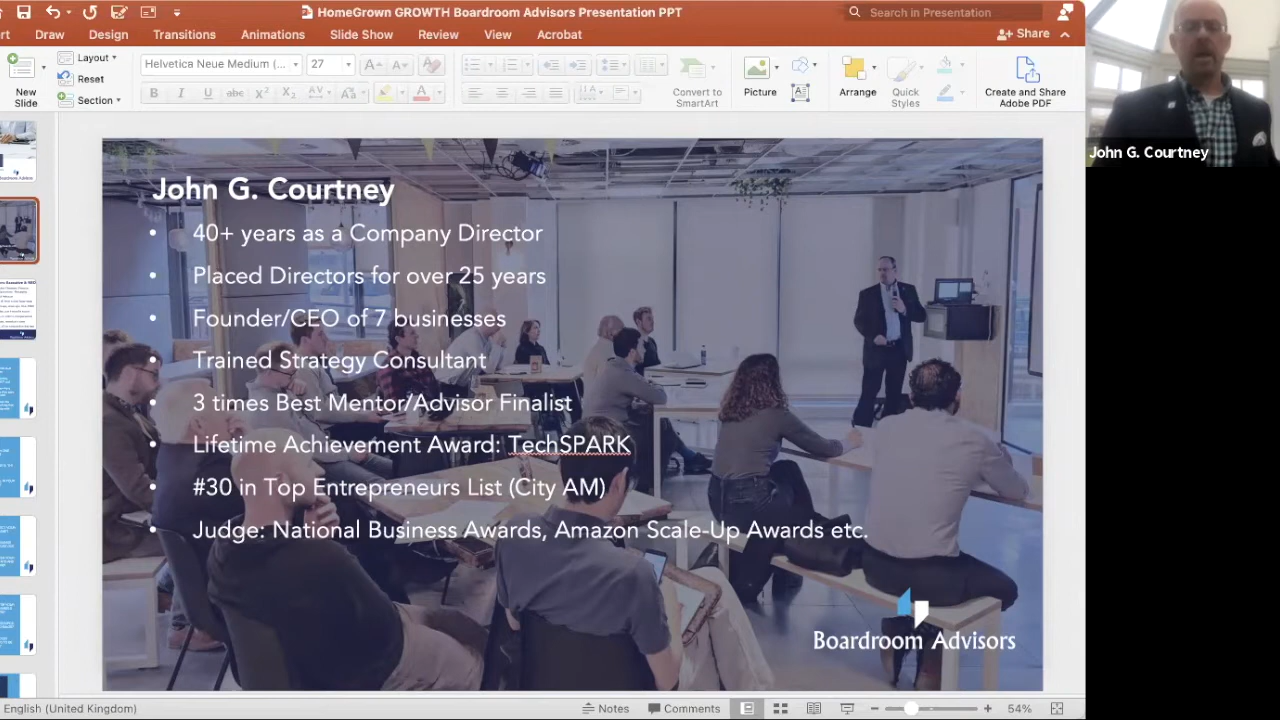 HomeGrown GROWTH Boardroom Advisors Presentation PPT
Search in Presentation
Draw
Design
Transitions
Animations
Slide Show
Review
View
Acrobat
Share
New
Slide
Layout
Reset
Section
Helvetica Neue Medium (...
27
Convert to
SmartArt
Picture
Arrange
Quick
Styles
Create and Share
Adobe PDF
John G. Courtney
John G. Courtney
• 40+ years as a Company Director
• Placed Directors for over 25 years
• Founder/CEO of 7 businesses
• Trained Strategy Consultant
• 3 times Best Mentor/Advisor Finalist
• Lifetime Achievement Award: TechSPARK
• #30 in Top Entrepreneurs List (City AM)
• Judge: National Business Awards, Amazon Scale-Up Awards etc.
Boardroom Advisors
English (United Kingdom)
Notes
Comments
54%